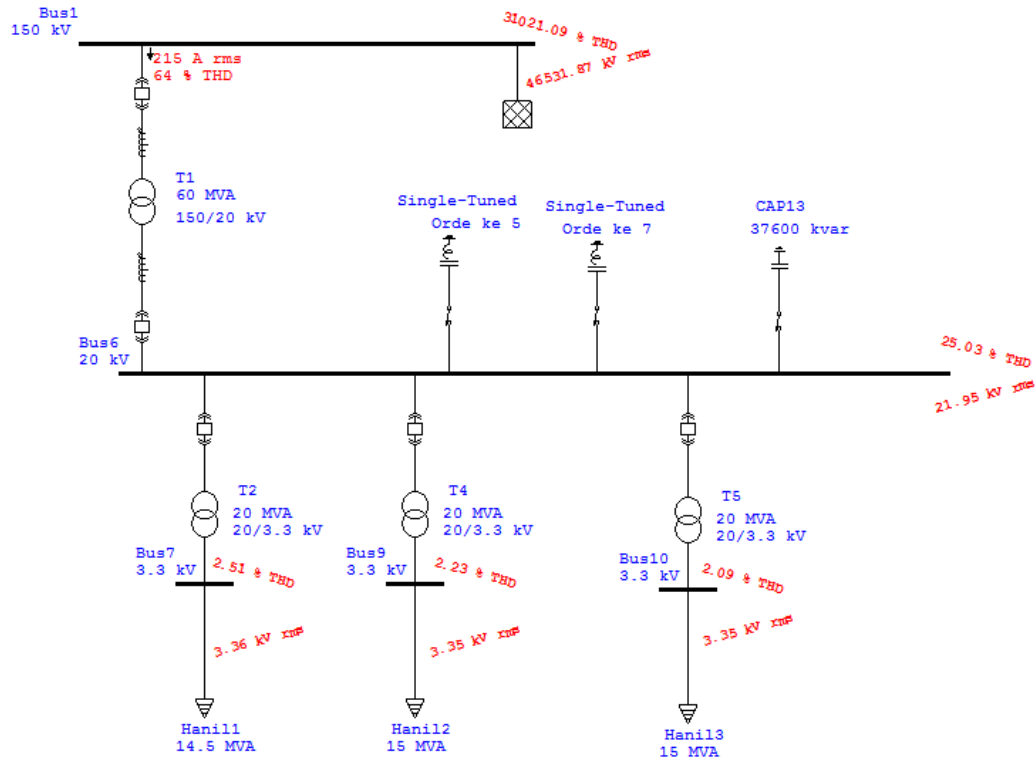 Bus1
150 kV
31021.09 % THD
46531.87 kV rms
215 A rms
64 % THD
T1
60 MVA
150/20 kV
Single-Tuned
Orde ke 5
Single-Tuned
Orde ke 7
CAP13
37600 kvar
Bus6
20 kV
25.03 % THD
21.95 kV rms
T2
20 MVA
20/3.3 kV
T4
20 MVA
20/3.3 kV
T5
20 MVA
20/3.3 kV
Bus7
3.3 kV
2.51 % THD
Bus9
3.3 kV
2.23 % THD
Bus10
3.3 kV
2.09 % THD
3.36 kV rms
3.35 kV rms
3.35 kV rms
Hanil1
14.5 MVA
Hanil2
15 MVA
Hanil3
15 MVA